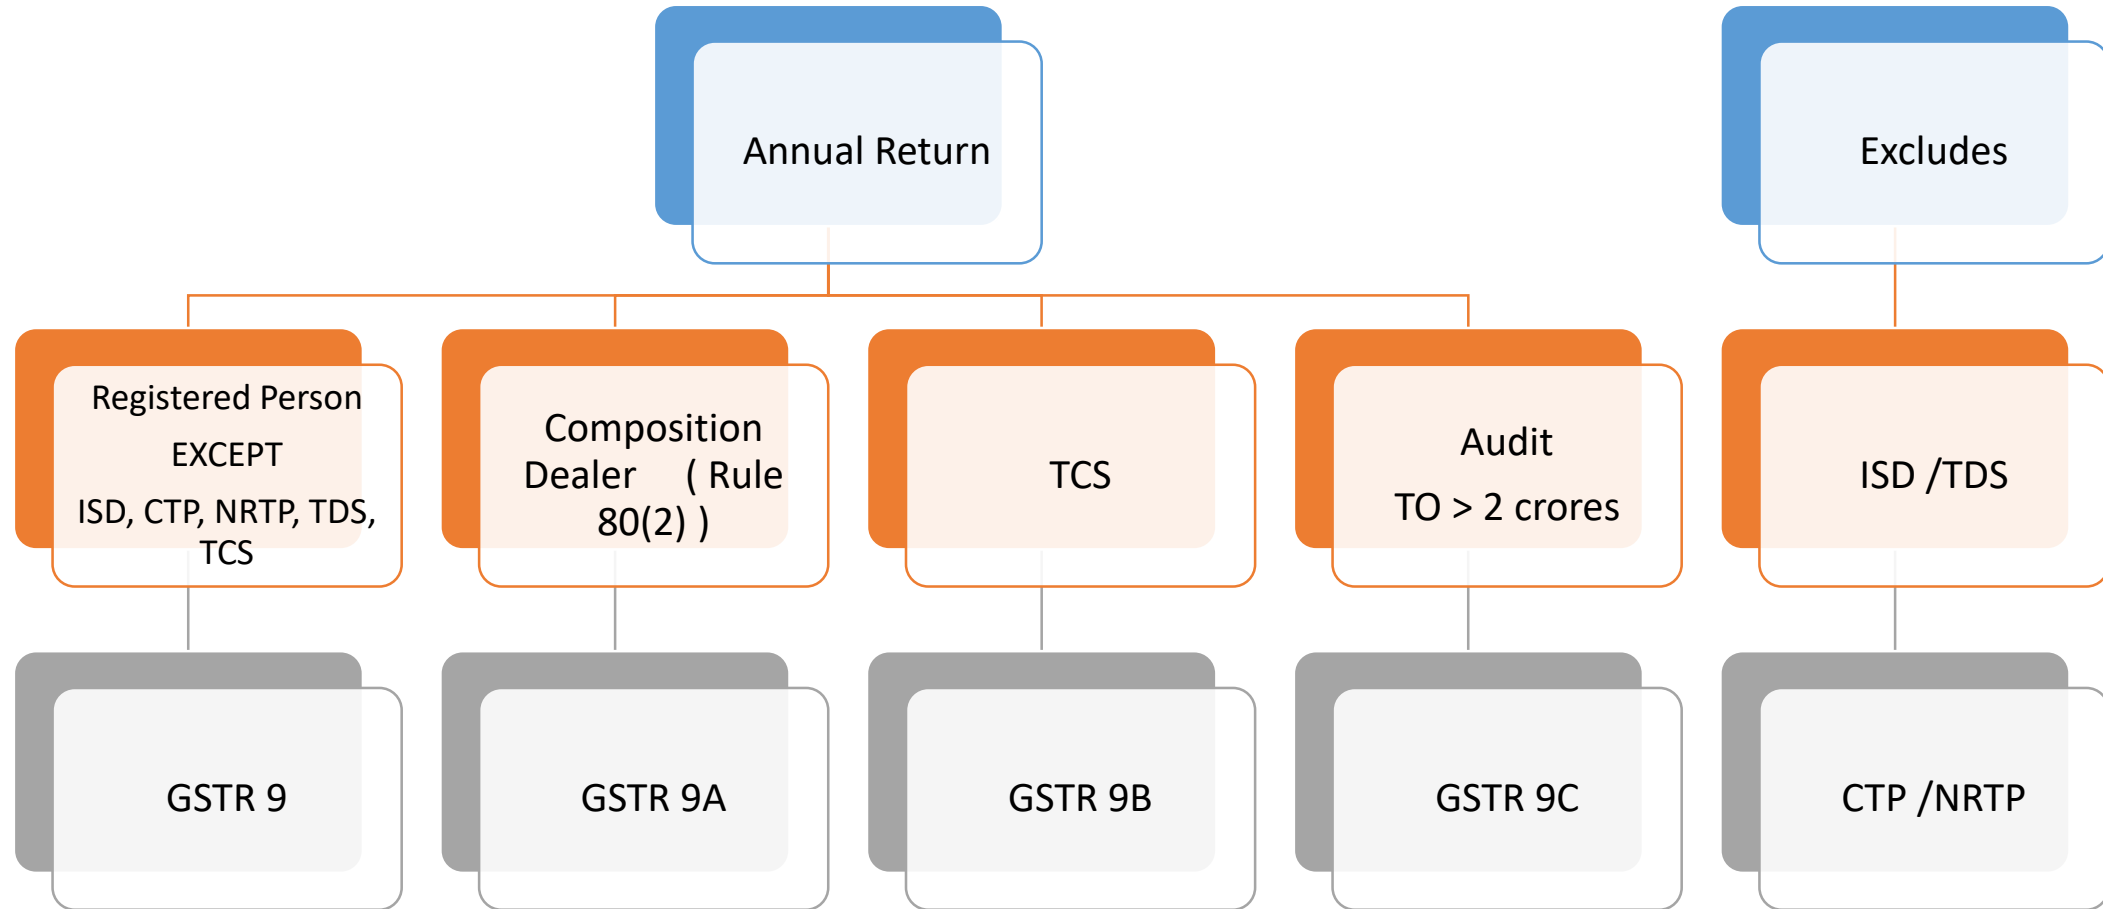 Annual Return
Excludes
Registered Person
EXCEPT
ISD, CTP, NRTP, TDS,
TCS
Composition
Dealer ( Rule
80(2) )
TCS
Audit
TO > 2 crores
ISD /TDS
GSTR 9
GSTR 9A
GSTR 9B
GSTR 9C
CTP /NRTP